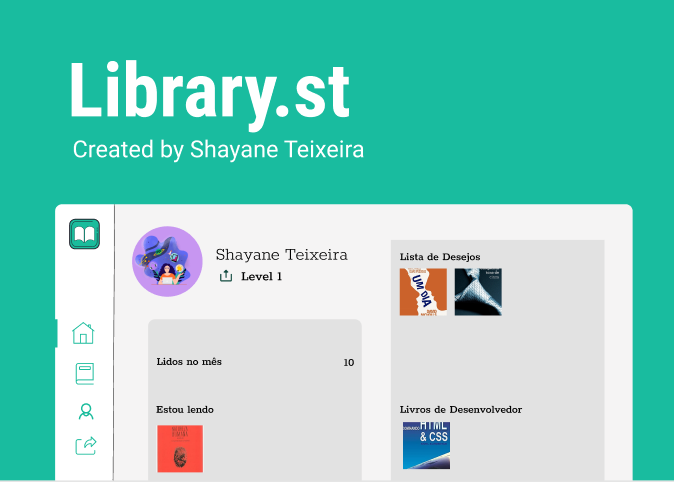 Library.st
Created by Shayane Teixeira
Shayane Teixeira
Level 1
Lidos no mês
10
Estou lendo
Lista de Desejos
UM DIA
Livros de Desenvolvedor
HTML
& CSS